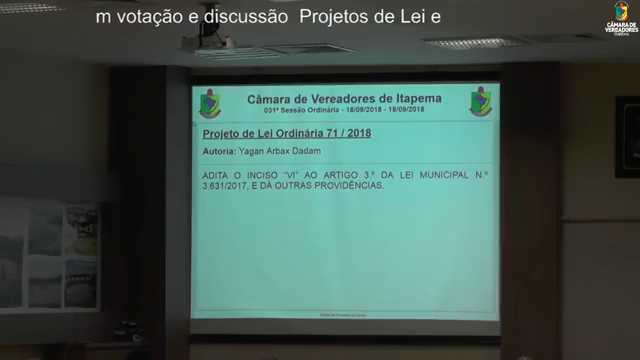 m votação e discussão Projetos de Lei e
CÂMARA DE
VEREADORES
ITAPEMA
Câmara de Vereadores de Itapema
031ª Sessão Ordinária - 18/09/2018 - 18/09/2018
Projeto de Lei Ordinária 71 / 2018
Autoria: Yagan Arbax Dadam
ADITA O INCISO "VI" AO ARTIGO 3.º DA LEI MUNICIPAL N.º
3.631/2017, E DÁ OUTRAS PROVIDÊNCIAS.